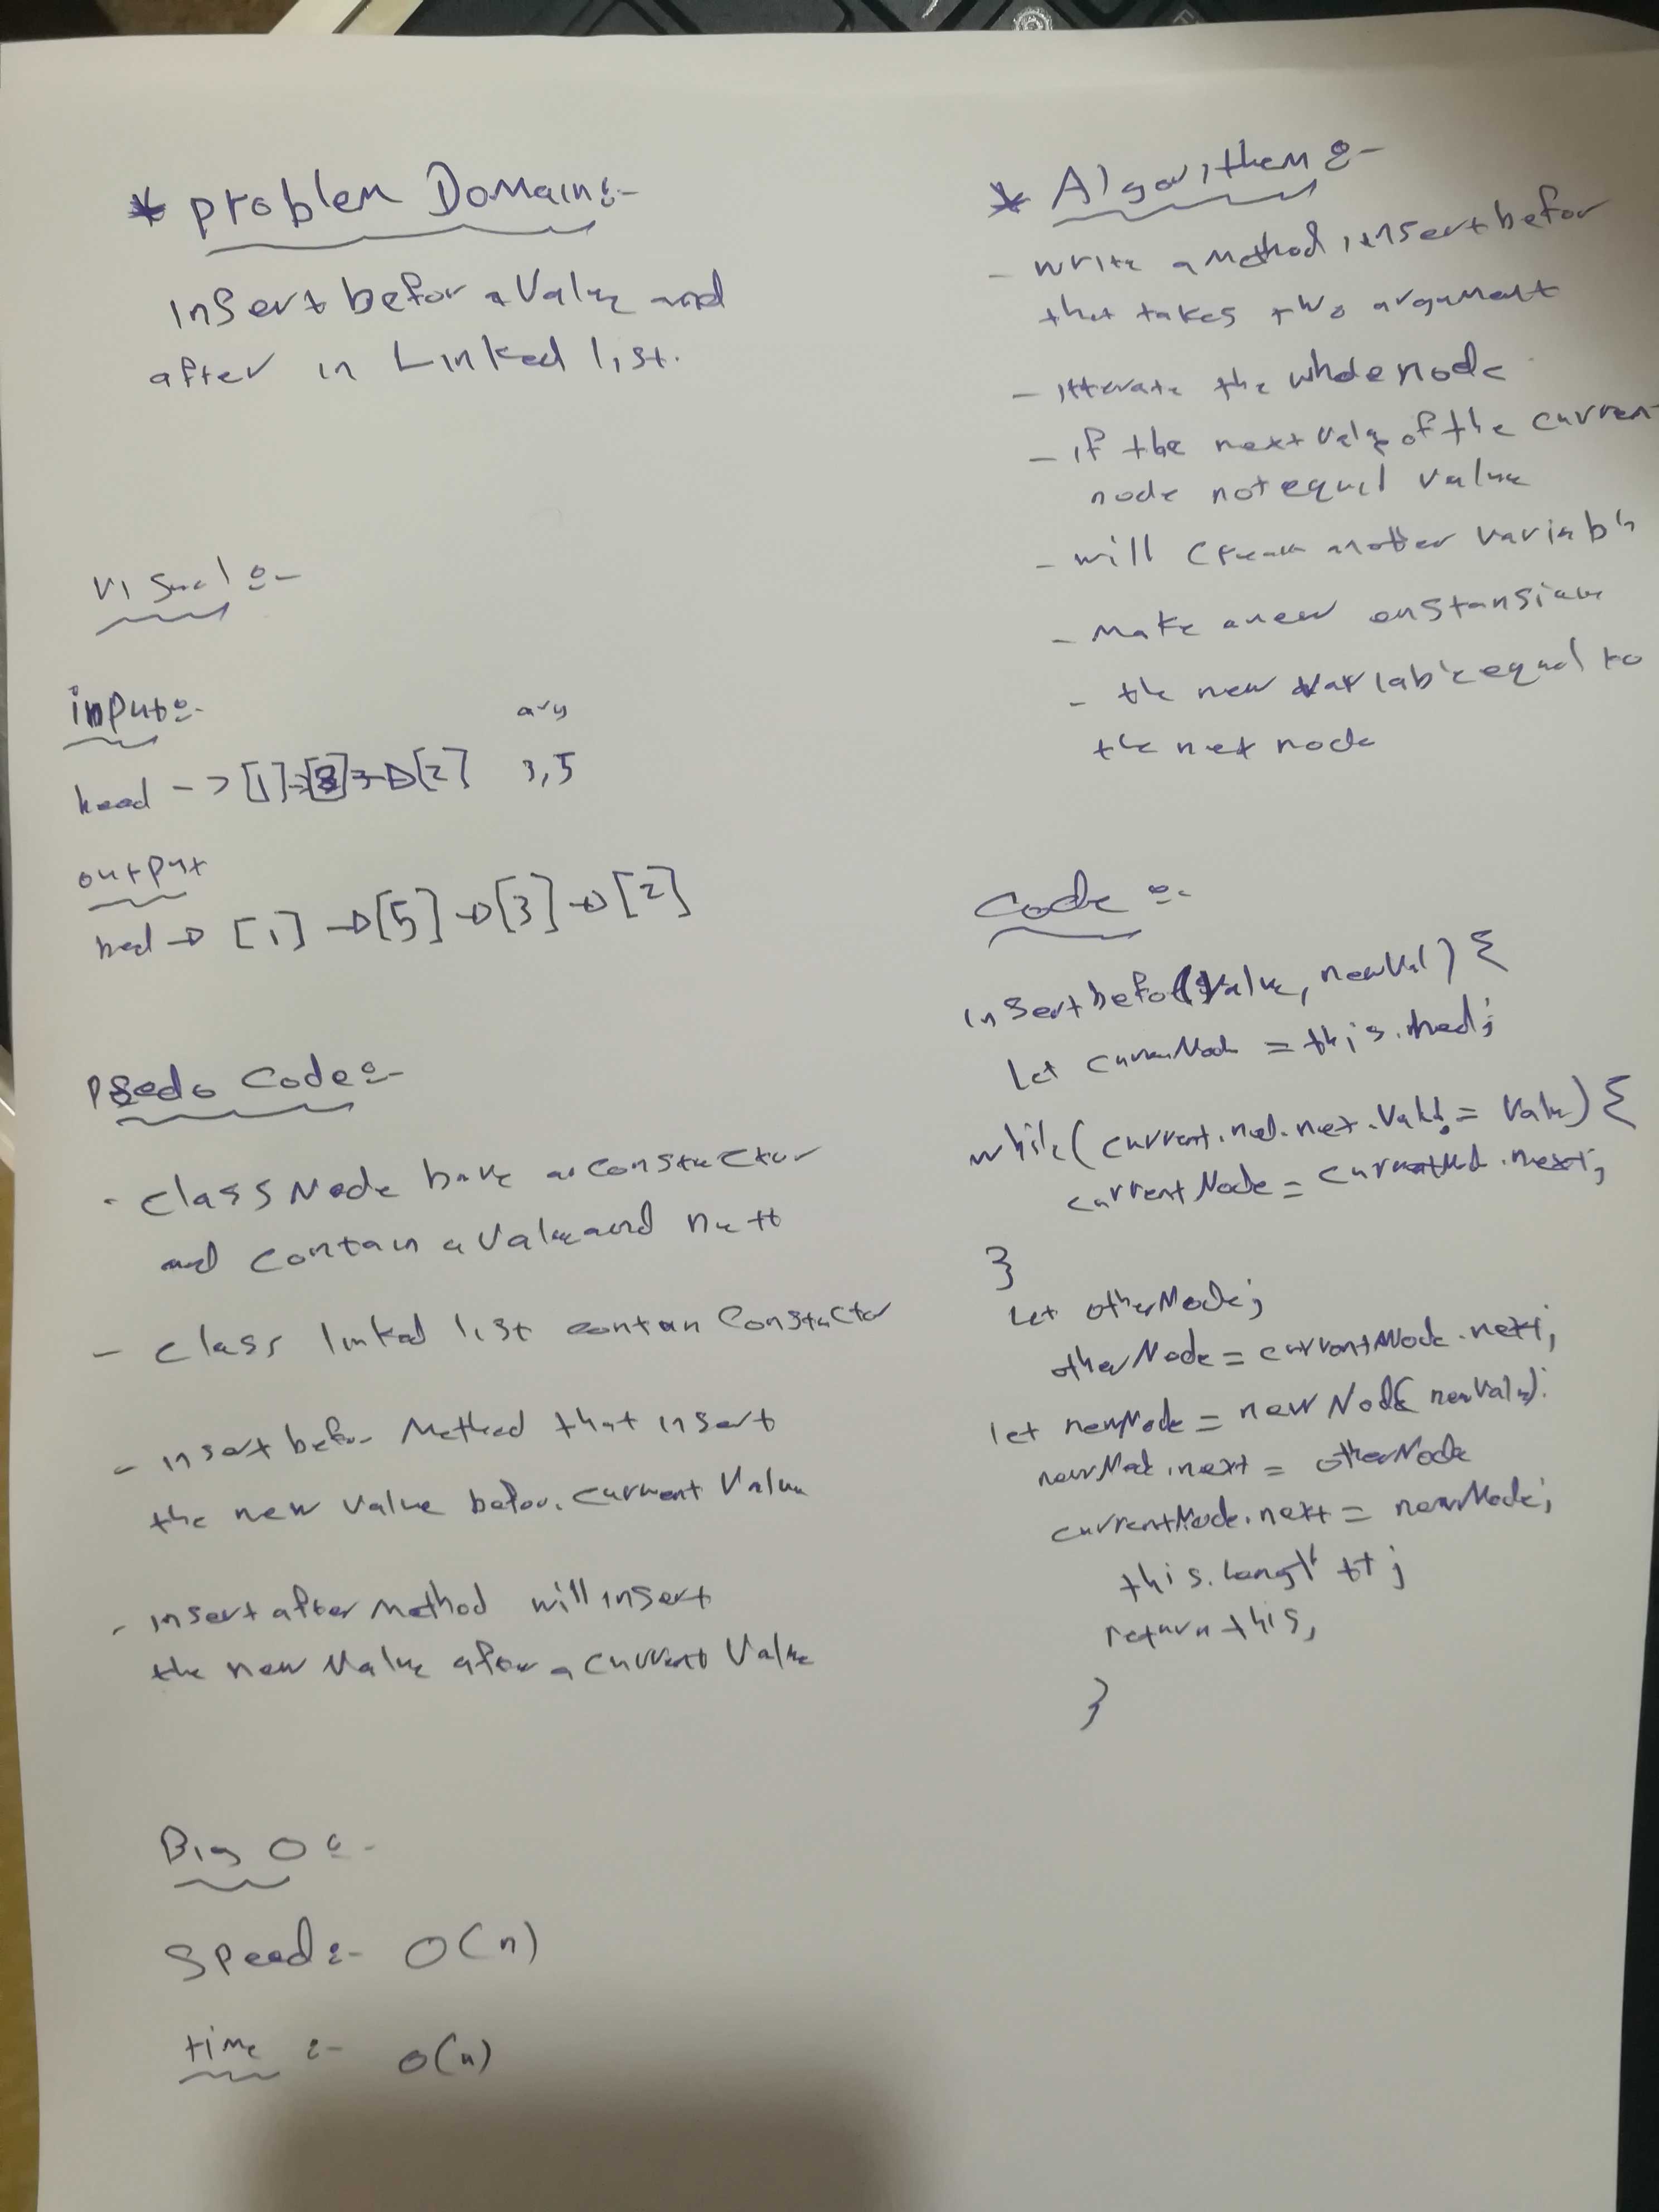 * problem Domain:-
Insert befor a Value and
after in Linked list.
Visual :-
input:-
arg
head -> [1] -> [3] -> [2] 3,5
output
head -> [1] -> [5] -> [3] -> [2]
Psedo Code:-
- class Node have a constuctur
and contain a Value and next
- class linked list contan Constuctor
- insert befor Method that insert
the new value befor current Value
- insert after method will insert
the new Value after a current Value
Big O :-
Speed :- O(n)
time :- O(n)
* Algorithem :-
- write a method insert befor
that takes two argument
- itterate the whole node
- if the next value of the current
node not equal value
- will create another variable
- make a new
- the new variable equal to
the net node
Code :-
insertbefor(value, newVal) {
Let currentNode = this.head;
while(current.next.val != Value) {
currentNode = currentNode.next;
}
Let otherNode;
otherNode = currentNode.next;
let newNode = new Node(newValue);
newNode.next = otherNode
currentNode.next = newNode;
this.length ++;
return this;
}